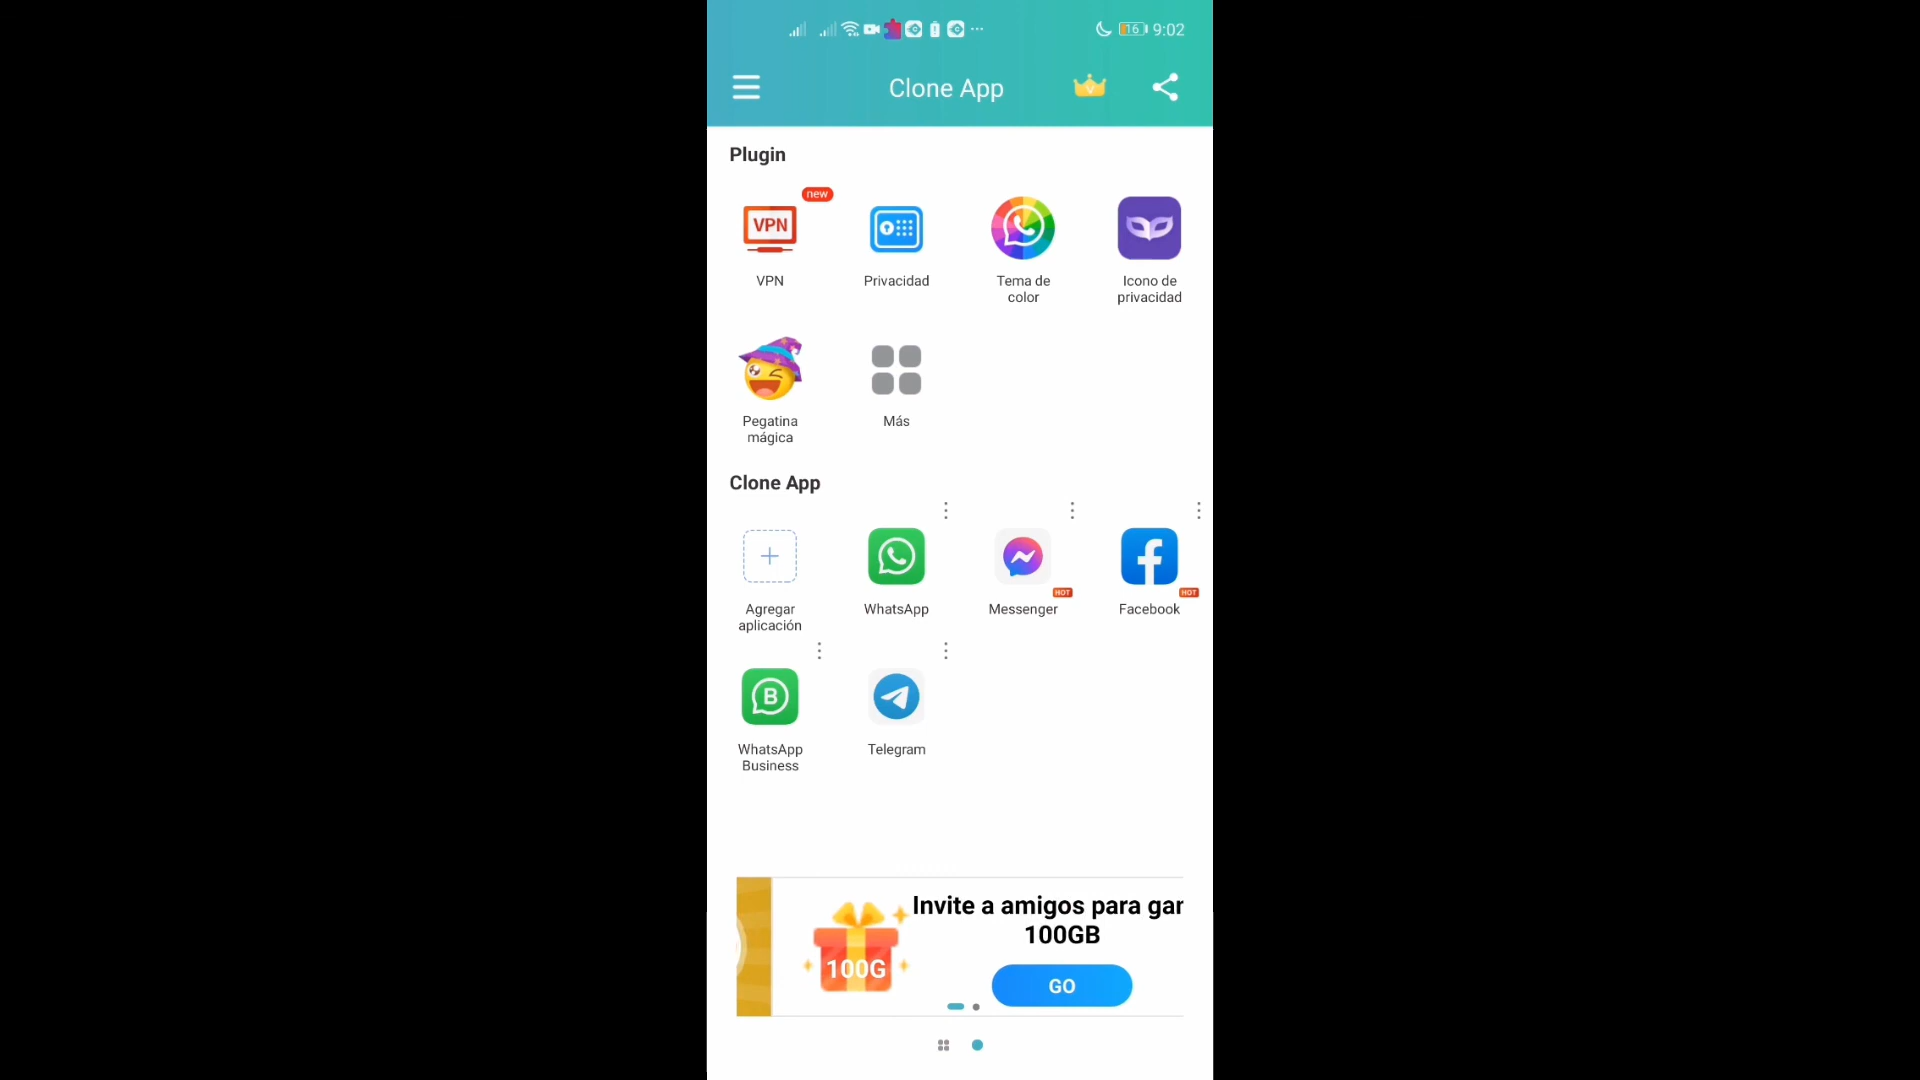 16 9:02
Clone App
Plugin
new
VPN
VPN Privacidad Tema de color Icono de privacidad
Pegatina mágica Más
Clone App
HOT HOT
Agregar aplicación WhatsApp Messenger Facebook
B
WhatsApp Business Telegram
Invite a amigos para gar
100GB
100G
GO